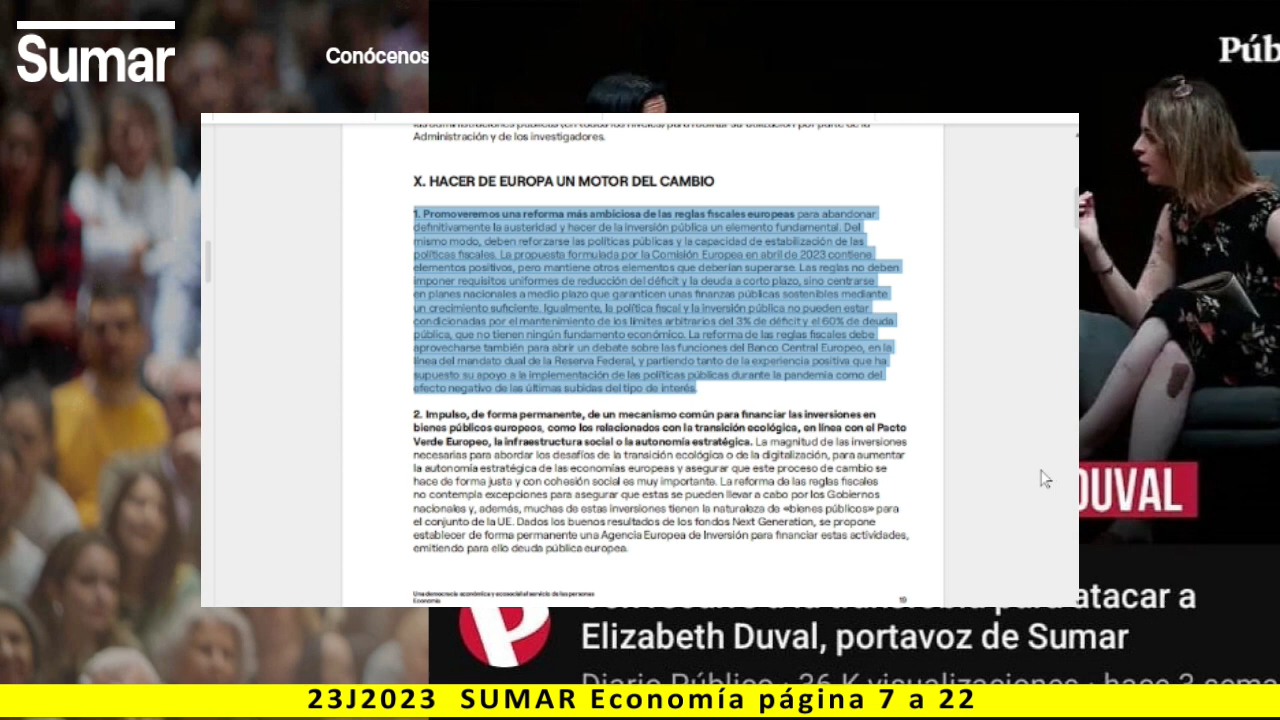 Sumar
Conócenos
Púb
Administración y de los investigadores.
X. HACER DE EUROPA UN MOTOR DEL CAMBIO
1. Promoveremos una reforma más ambiciosa de las reglas fiscales europeas para abandonar
definitivamente la austeridad y hacer de la inversión pública un elemento fundamental. Del
mismo modo, deben reforzarse las políticas públicas y la capacidad de estabilización de las
políticas fiscales. La propuesta formulada por la Comisión Europea en abril de 2023 contiene
elementos positivos, pero mantiene otros elementos que deberían superarse. Las reglas no deben
imponer requisitos uniformes de reducción del déficit y la deuda a corto plazo, sino centrarse
en planes nacionales a medio plazo que garanticen unas finanzas públicas sostenibles mediante
un crecimiento suficiente. Igualmente, la política fiscal y la inversión pública no pueden estar
condicionadas por el mantenimiento de los límites arbitrarios del 3% de déficit y el 60% de deuda
pública, que no tienen ningún fundamento económico. La reforma de las reglas fiscales debe
aprovecharse también para abrir un debate sobre las funciones del Banco Central Europeo, en la
línea del mandato dual de la Reserva Federal, y partiendo tanto de la experiencia positiva que ha
supuesto su apoyo a la implementación de las políticas públicas durante la pandemia como del
efecto negativo de las últimas subidas del tipo de interés.
2. Impulso, de forma permanente, de un mecanismo común para financiar las inversiones en
bienes públicos europeos, como los relacionados con la transición ecológica, en línea con el Pacto
Verde Europeo, la infraestructura social o la autonomía estratégica. La magnitud de las inversiones
necesarias para abordar los desafíos de la transición ecológica o de la digitalización, para aumentar
la autonomía estratégica de las economías europeas y asegurar que este proceso de cambio se
hace de forma justa y con cohesión social es muy importante. La reforma de las reglas fiscales
no contempla excepciones para asegurar que estas se pueden llevar a cabo por los Gobiernos
nacionales y, además, muchas de estas inversiones tienen la naturaleza de «bienes públicos» para
el conjunto de la UE. Dados los buenos resultados de los fondos Next Generation, se propone
establecer de forma permanente una Agencia Europea de Inversión para financiar estas actividades,
emitiendo para ello deuda pública europea.
Una democracia económica y ecosocial al servicio de las personas
Economía
19
DUVAL
atacar a
Elizabeth Duval, portavoz de Sumar
Diario Público · 36 K visualizaciones · hace 3 sema
23J2023 SUMAR Economía página 7 a 22